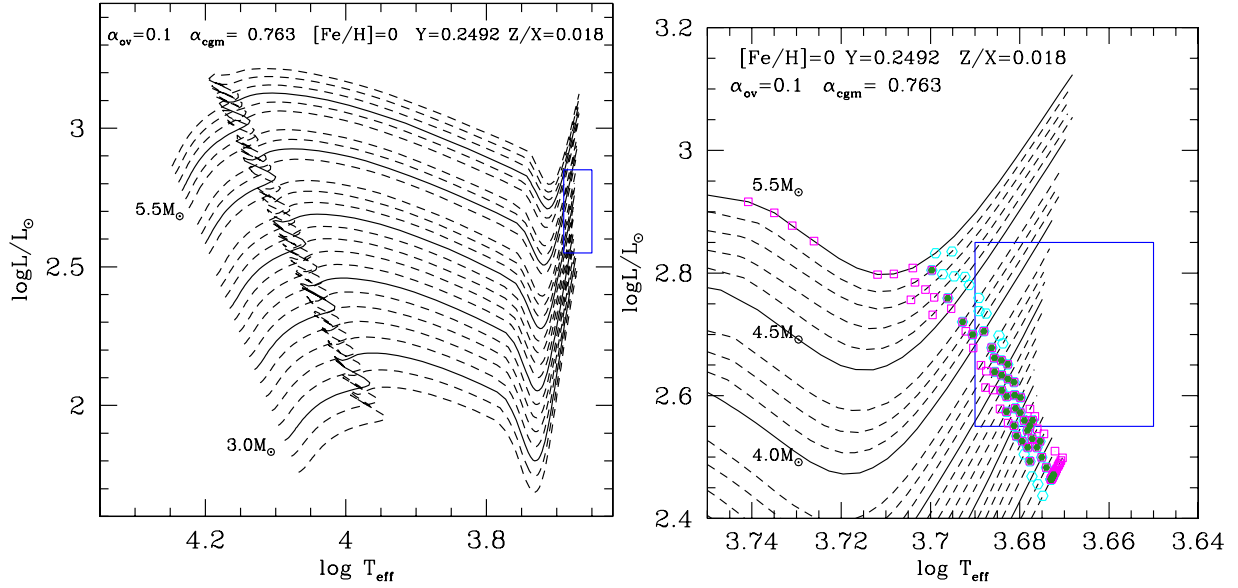 α_ov=0.1 α_cgm= 0.763 [Fe/H]=0 Y=0.2492 Z/X=0.018
3
2.5
2
logL/L⊙
5.5M⊙
3.0M⊙
4.2
4
3.8
log T_eff
[Fe/H]=0 Y=0.2492 Z/X=0.018
α_ov=0.1 α_cgm= 0.763
3.2
3
2.8
2.6
2.4
logL/L⊙
5.5M⊙
4.5M⊙
4.0M⊙
3.74
3.72
3.7
3.68
3.66
3.64
log T_eff